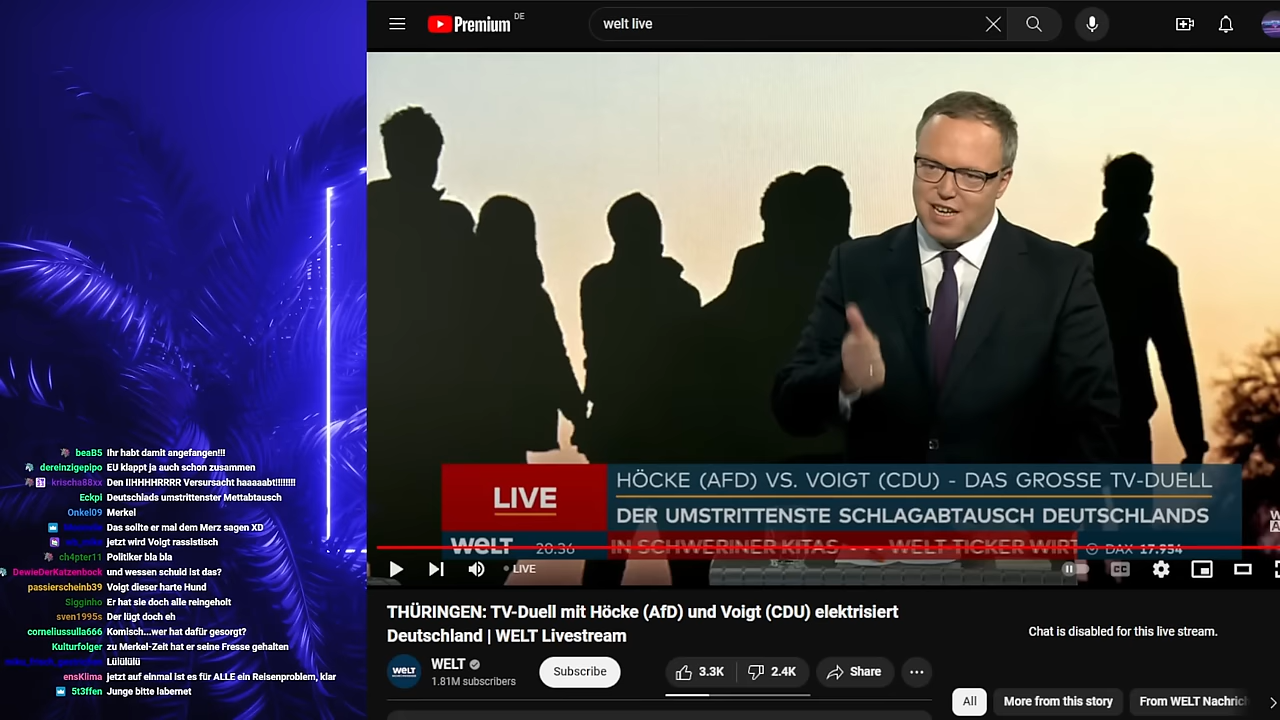 Premium DE
welt live
LIVE
HÖCKE (AFD) VS. VOIGT (CDU) - DAS GROSSE TV-DUELL
DER UMSTRITTENSTE SCHLAGABTAUSCH DEUTSCHLANDS
WELT 20:36 IN SCHWERINER KITAS - - - WELT TICKER WIRT DAX 17.954
LIVE
CC
THÜRINGEN: TV-Duell mit Höcke (AfD) und Voigt (CDU) elektrisiert
Deutschland | WELT Livestream
welt
WELT
1.81M subscribers
Subscribe
3.3K
2.4K
Share
Chat is disabled for this live stream.
All
More from this story
From WELT Nachric
beaB5 Ihr habt damit angefangen!!!
dereinzigepipo EU klappt ja auch schon zusammen
krischa88xx Den IIHHHHRRRR Versursacht haaaaabt!!!!!!!!
Eckpi Deutschlads umstrittenster Mettabtausch
Onkel09 Merkel
Das sollte er mal dem Merz sagen XD
jetzt wird Voigt rassistisch
ch4pter11 Politiker bla bla
DewieDerKatzenbock und wessen schuld ist das?
passierscheinb39 Voigt dieser harte Hund
Sigginho Er hat sie doch alle reingeholt
sven1995s Der lügt doch eh
corneliussulla666 Komisch...wer hat dafür gesorgt?
Kulturfolger zu Merkel-Zeit hat er seine Fresse gehalten
Lülülülü
ensKlima jetzt auf einmal ist es für ALLE ein Reisenproblem, klar
5t3ffen Junge bitte labernet